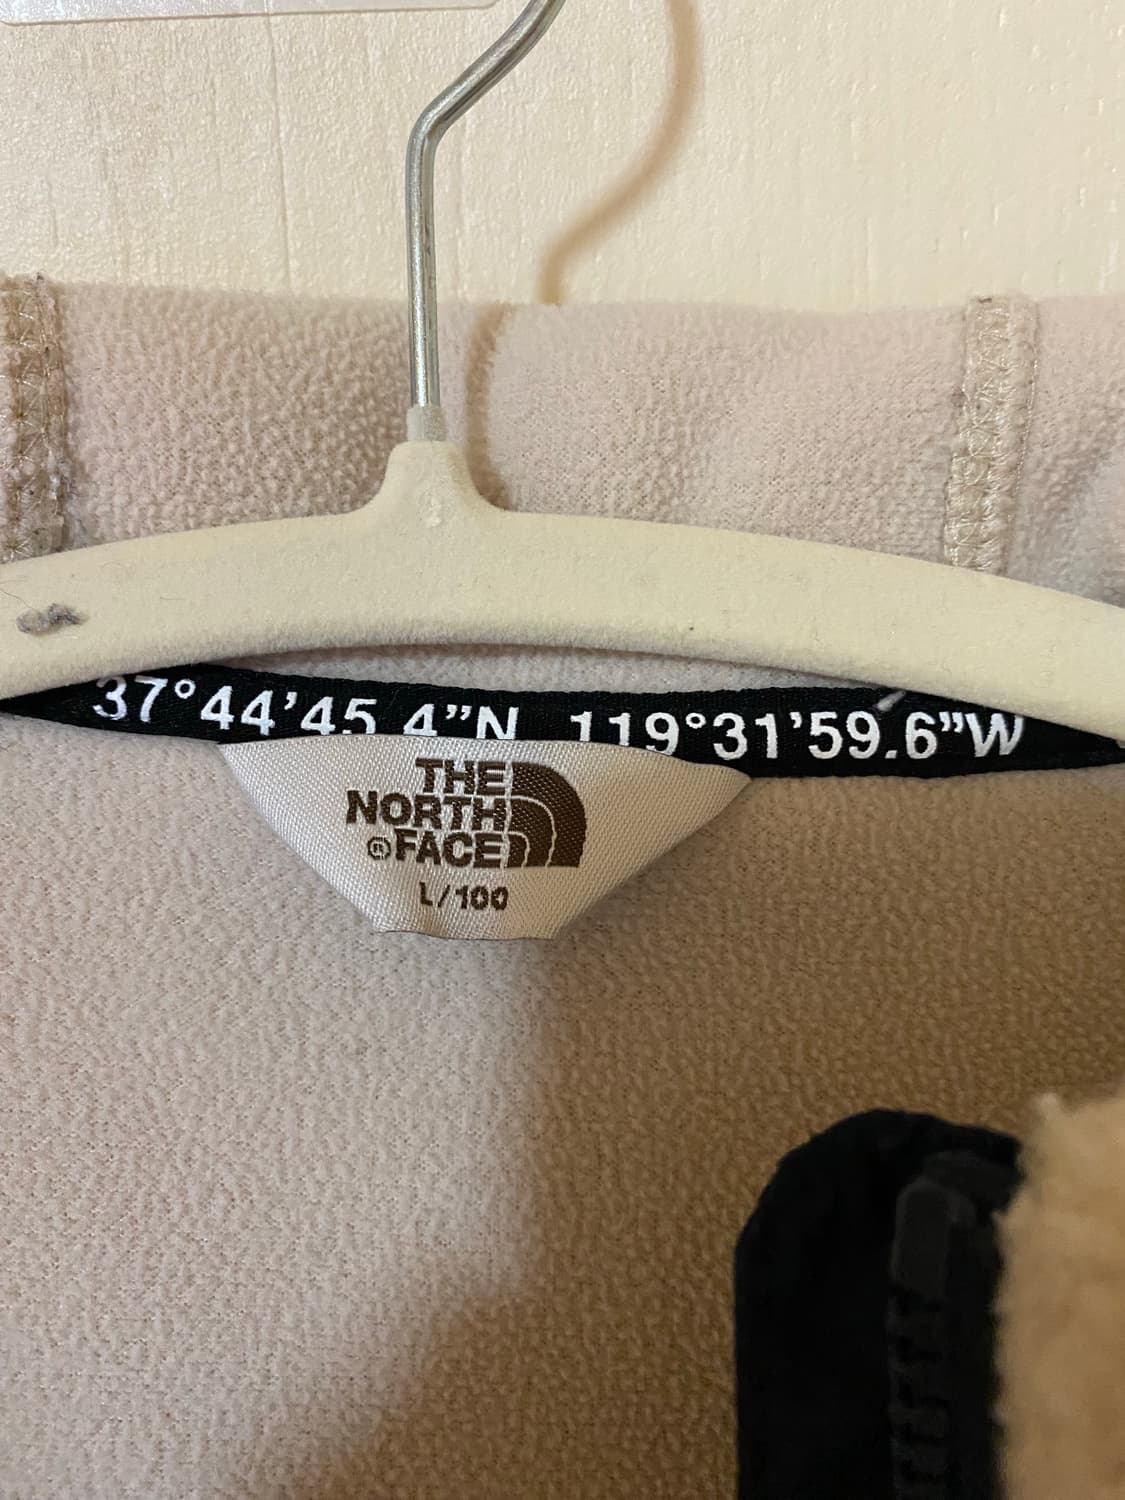 37°44’45.4”N 119°31’59.6”W
THE
NORTH
®FACE
L/100